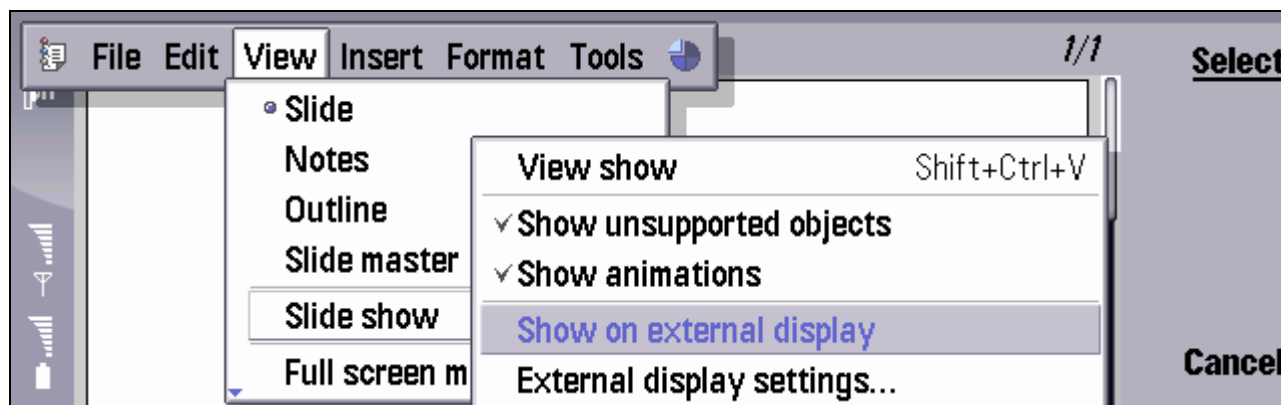 File Edit View Insert Format Tools
1/1
Select
Slide
Notes
Outline
Slide master
Slide show
Full screen m
View show Shift+Ctrl+V
Show unsupported objects
Show animations
Show on external display
External display settings...
Cancel